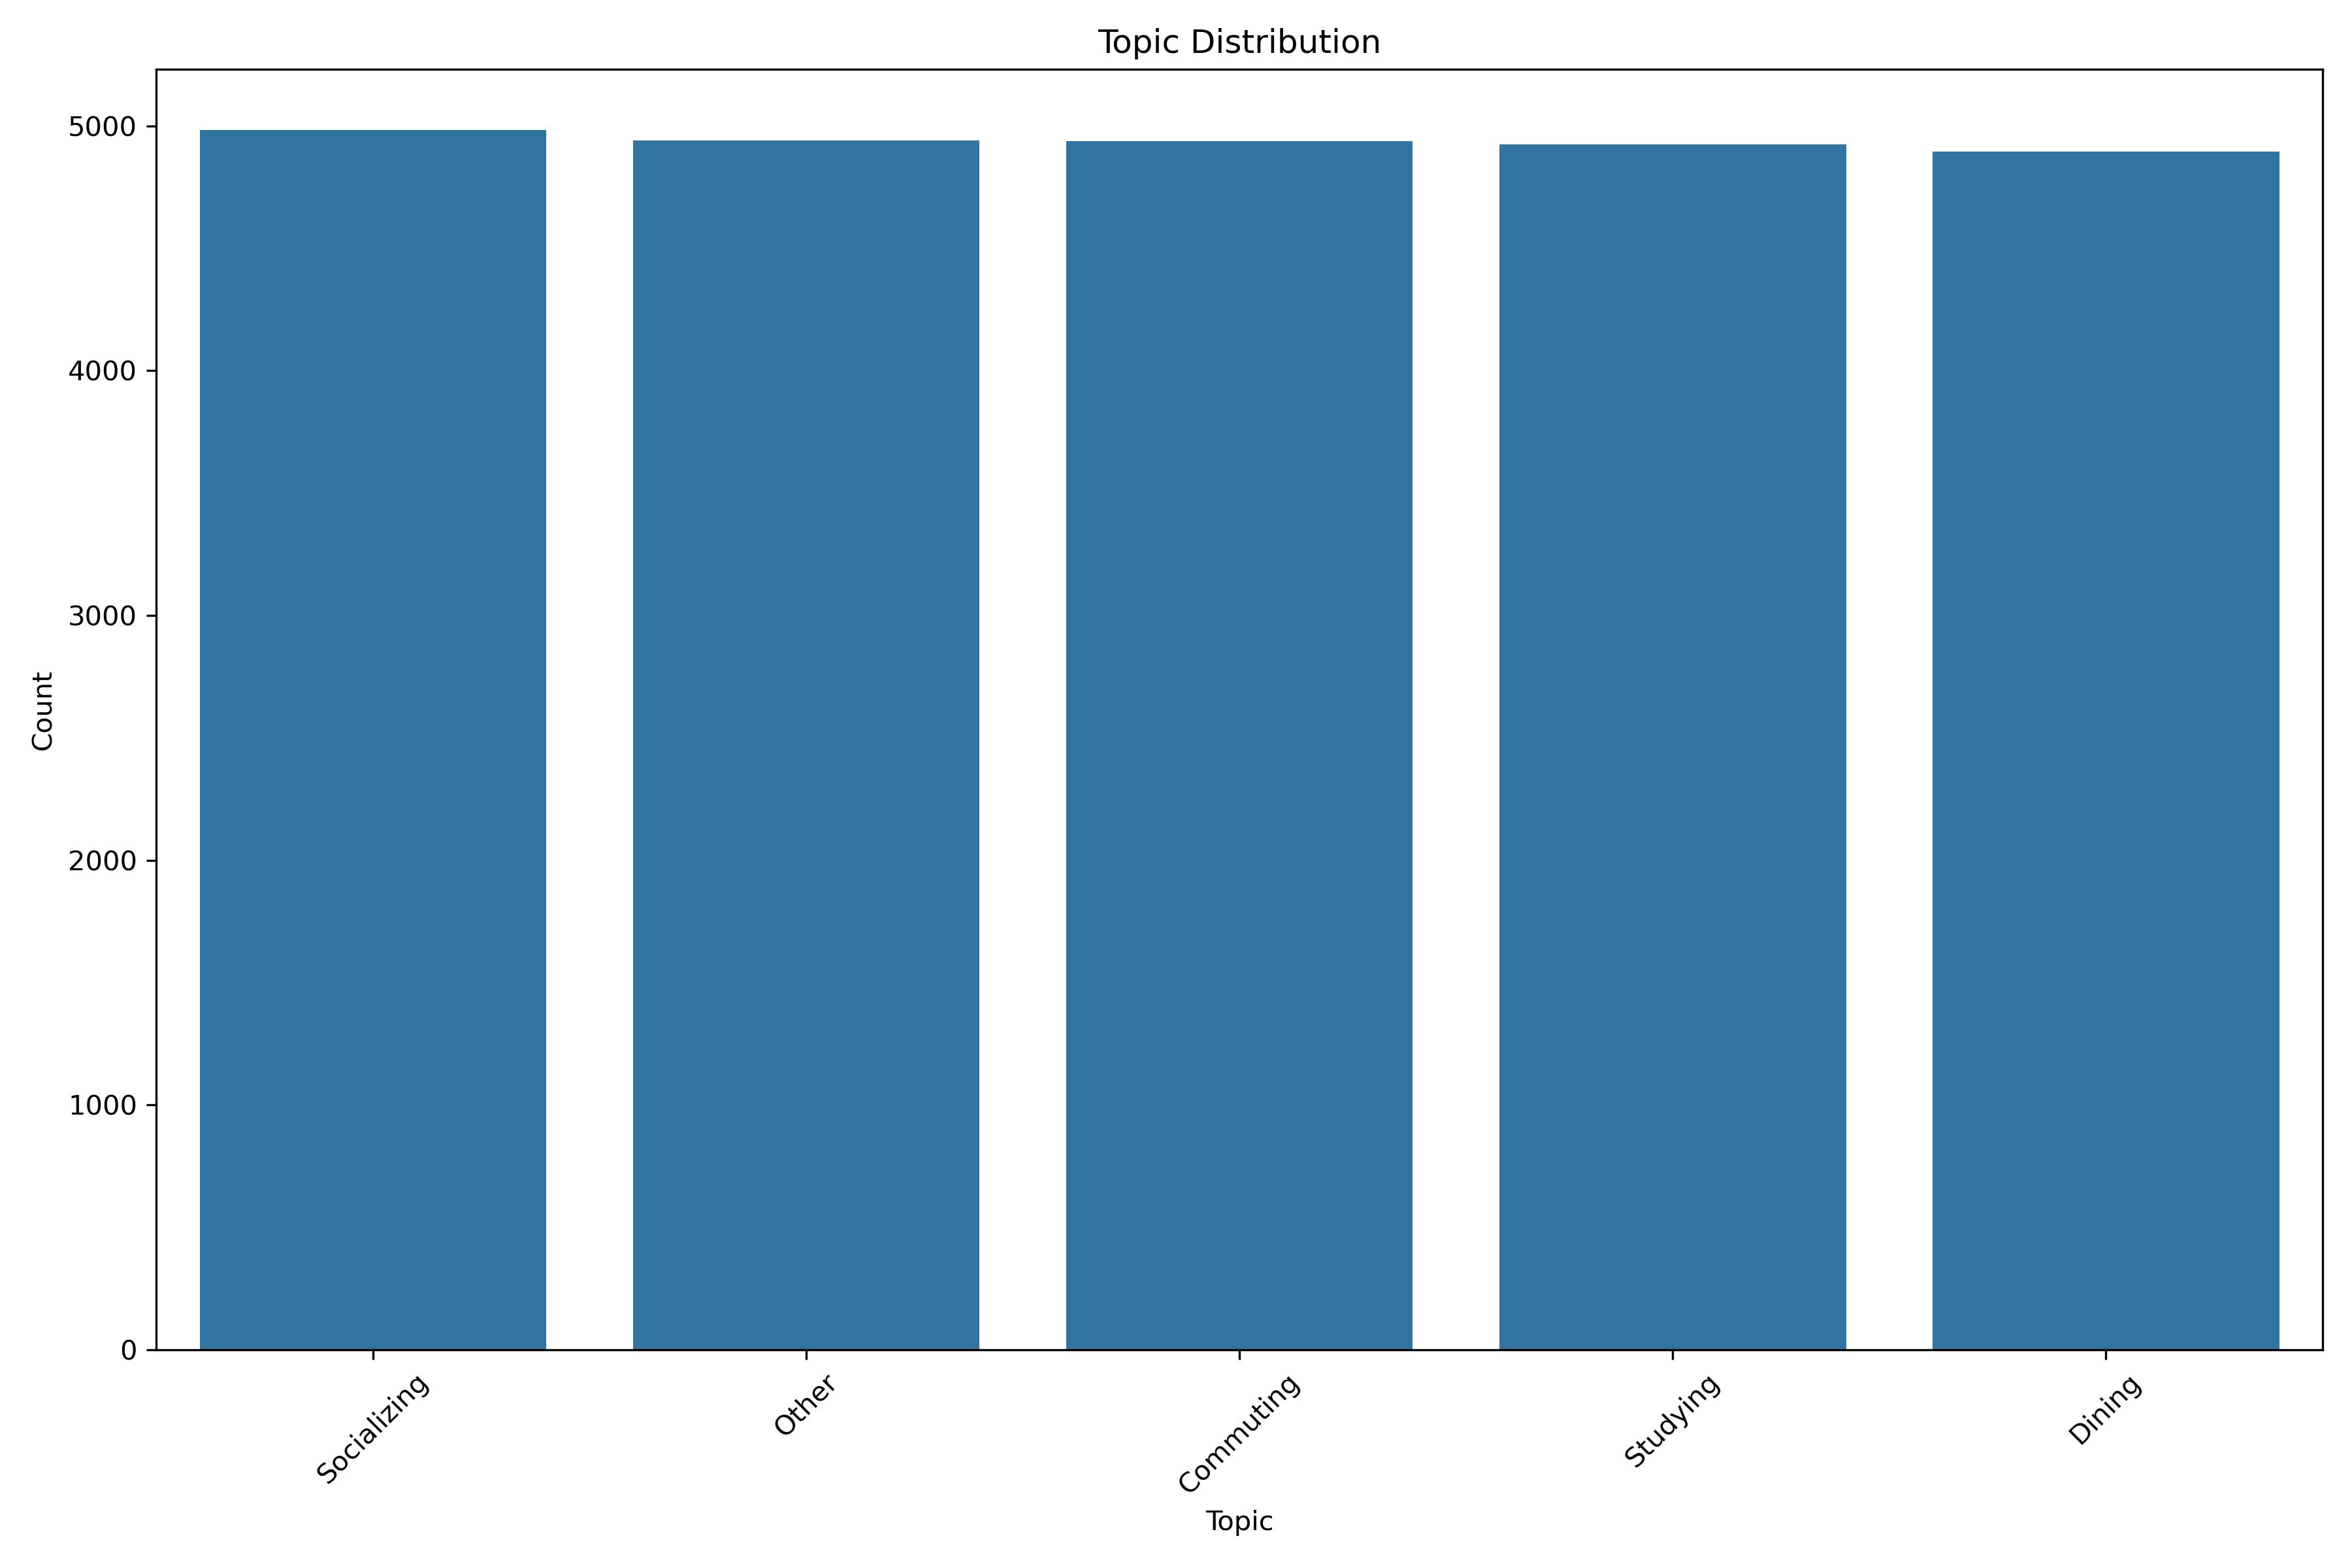 Topic Distribution
5000
4000
3000
2000
1000
0
Count
Socializing
Other
Commuting
Studying
Dining
Topic